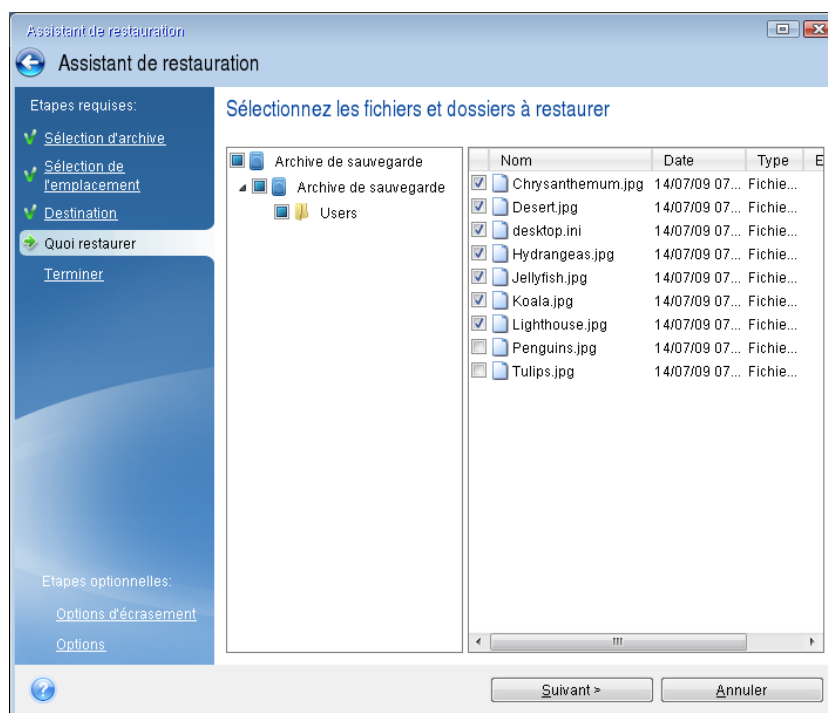 Assistant de restauration
Assistant de restauration
Etapes requises:
Sélection d'archive
Sélection de
l'emplacement
Destination
Quoi restaurer
Terminer
Etapes optionnelles:
Options d'écrasement
Options
Sélectionnez les fichiers et dossiers à restaurer
Archive de sauvegarde
Archive de sauvegarde
Users
Nom Date Type E
Chrysanthemum.jpg 14/07/09 07... Fichie...
Desert.jpg 14/07/09 07... Fichie...
desktop.ini 14/07/09 07... Fichie...
Hydrangeas.jpg 14/07/09 07... Fichie...
Jellyfish.jpg 14/07/09 07... Fichie...
Koala.jpg 14/07/09 07... Fichie...
Lighthouse.jpg 14/07/09 07... Fichie...
Penguins.jpg 14/07/09 07... Fichie...
Tulips.jpg 14/07/09 07... Fichie...
Suivant > Annuler